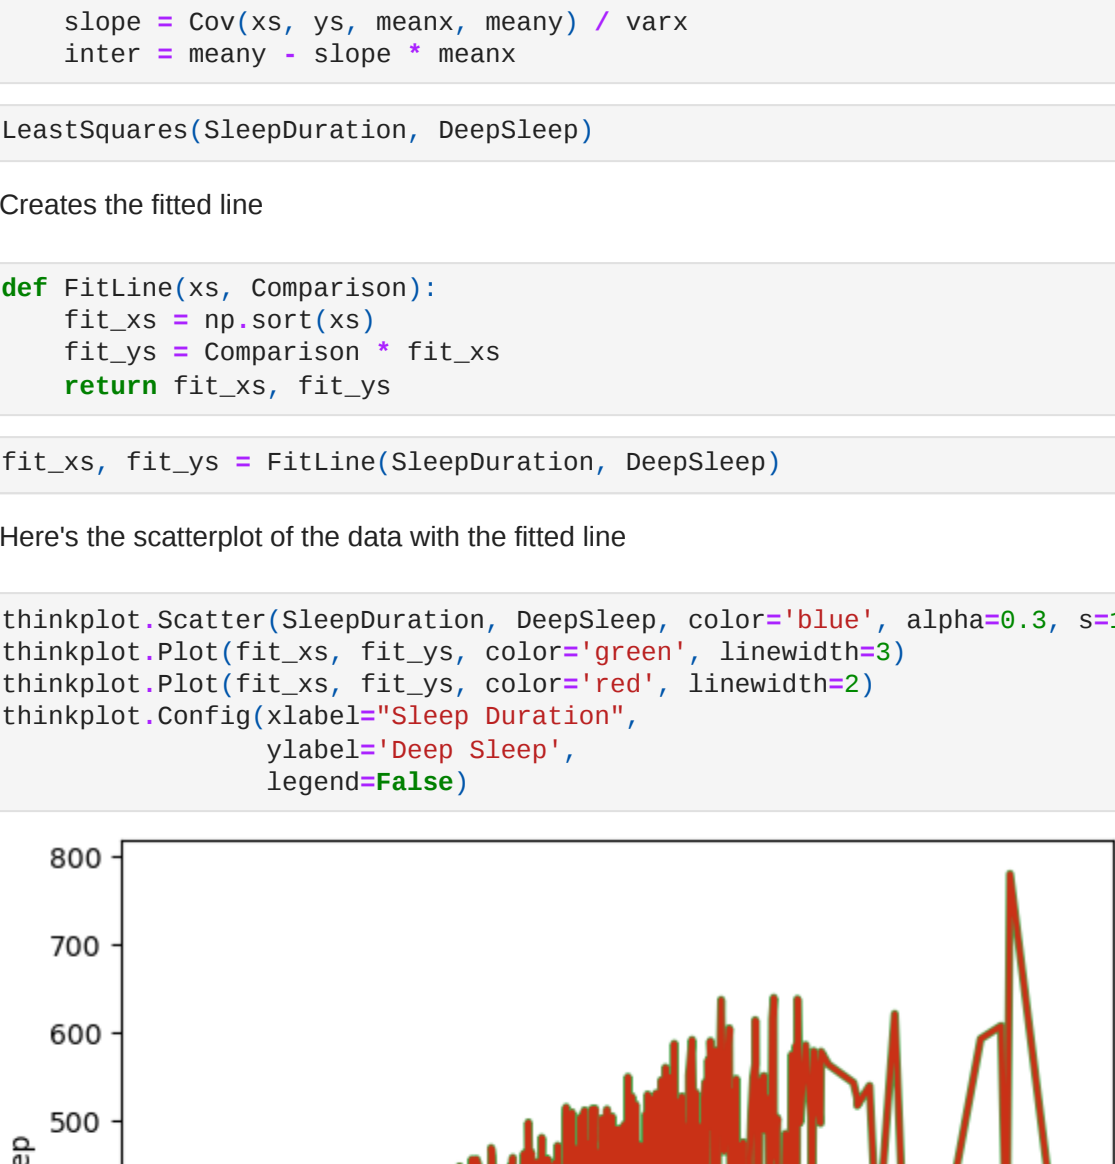 slope = Cov(xs, ys, meanx, meany) / varx
inter = meany - slope * meanx
LeastSquares(SleepDuration, DeepSleep)
Creates the fitted line
def FitLine(xs, Comparison):
fit_xs = np.sort(xs)
fit_ys = Comparison * fit_xs
return fit_xs, fit_ys
fit_xs, fit_ys = FitLine(SleepDuration, DeepSleep)
Here's the scatterplot of the data with the fitted line
thinkplot.Scatter(SleepDuration, DeepSleep, color='blue', alpha=0.3, s=
thinkplot.Plot(fit_xs, fit_ys, color='green', linewidth=3)
thinkplot.Plot(fit_xs, fit_ys, color='red', linewidth=2)
thinkplot.Config(xlabel="Sleep Duration",
ylabel='Deep Sleep',
legend=False)
800
700
600
500
ep